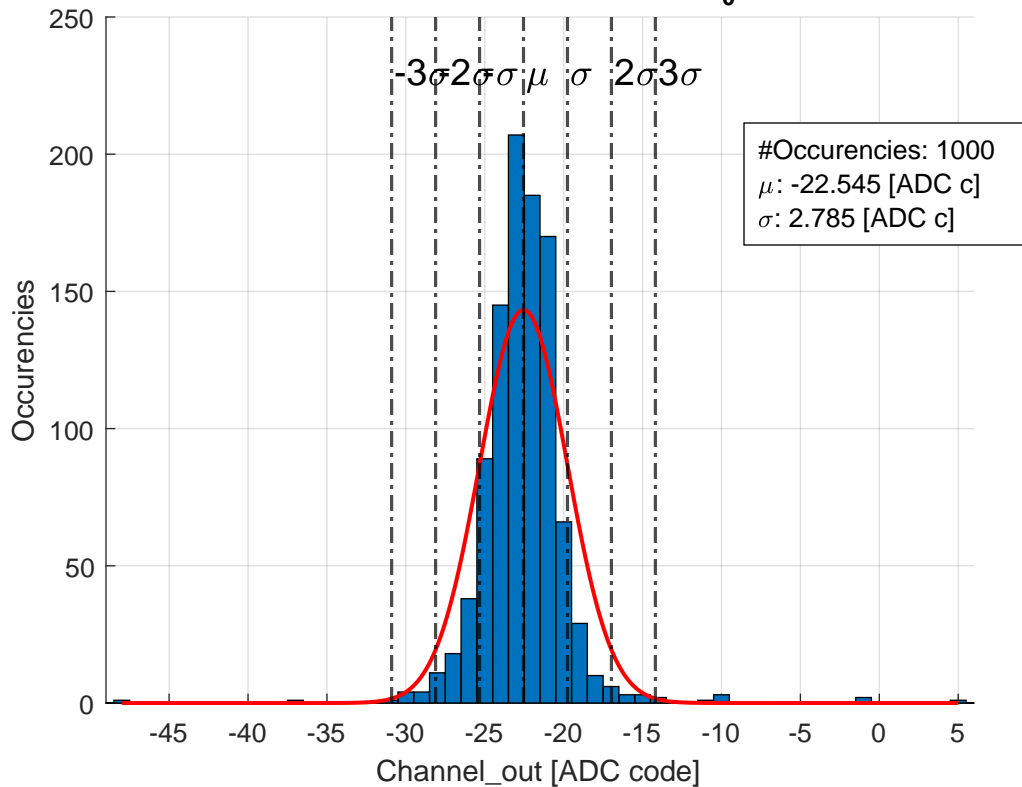 250
200
150
100
50
0
-3σ -2σ -σ μ σ 2σ 3σ
#Occurencies: 1000
μ: -22.545 [ADC c]
σ: 2.785 [ADC c]
Occurencies
-45 -40 -35 -30 -25 -20 -15 -10 -5 0 5
Channel_out [ADC code]